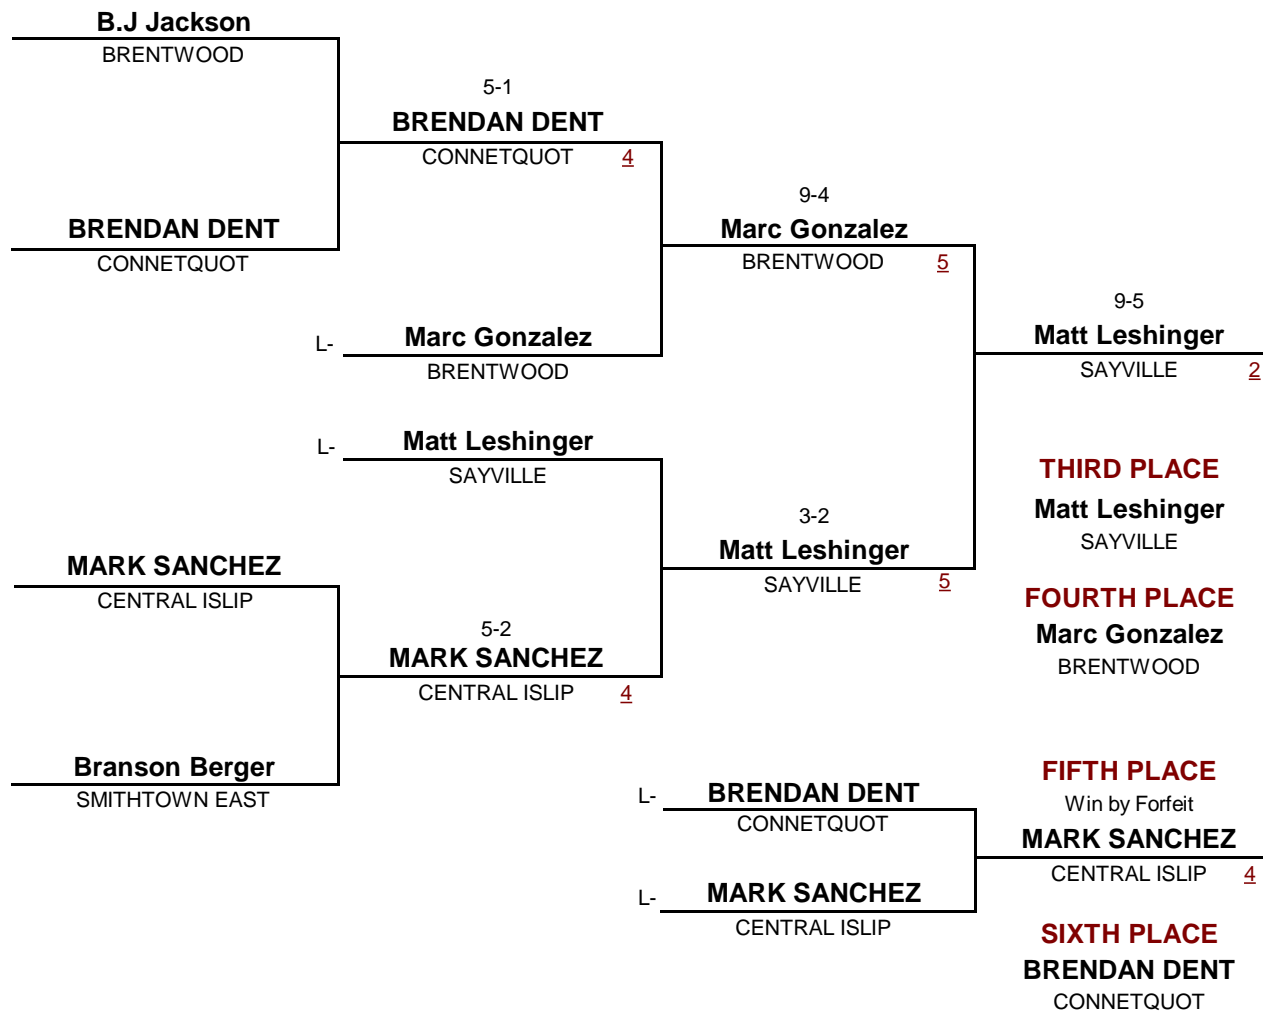 B.J Jackson
BRENTWOOD
5-1
BRENDAN DENT
CONNETQUOT 4
9-4
BRENDAN DENT
Marc Gonzalez
CONNETQUOT
BRENTWOOD 5
9-5
L- Marc Gonzalez
Matt Leshinger
BRENTWOOD
SAYVILLE 2
L- Matt Leshinger
SAYVILLE
THIRD PLACE
Matt Leshinger
SAYVILLE
3-2
Matt Leshinger
SAYVILLE 5
MARK SANCHEZ
CENTRAL ISLIP
FOURTH PLACE
Marc Gonzalez
BRENTWOOD
5-2
MARK SANCHEZ
CENTRAL ISLIP 4
Branson Berger
SMITHTOWN EAST
FIFTH PLACE
Win by Forfeit
L- BRENDAN DENT
CONNETQUOT
MARK SANCHEZ
CENTRAL ISLIP 4
L- MARK SANCHEZ
CENTRAL ISLIP
SIXTH PLACE
BRENDAN DENT
CONNETQUOT